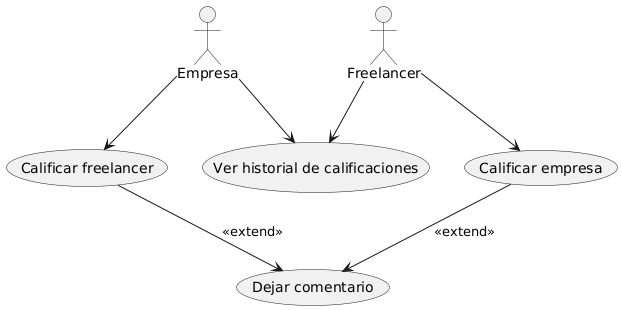 Empresa
Freelancer
Calificar freelancer
Ver historial de calificaciones
Calificar empresa
«extend»
«extend»
Dejar comentario